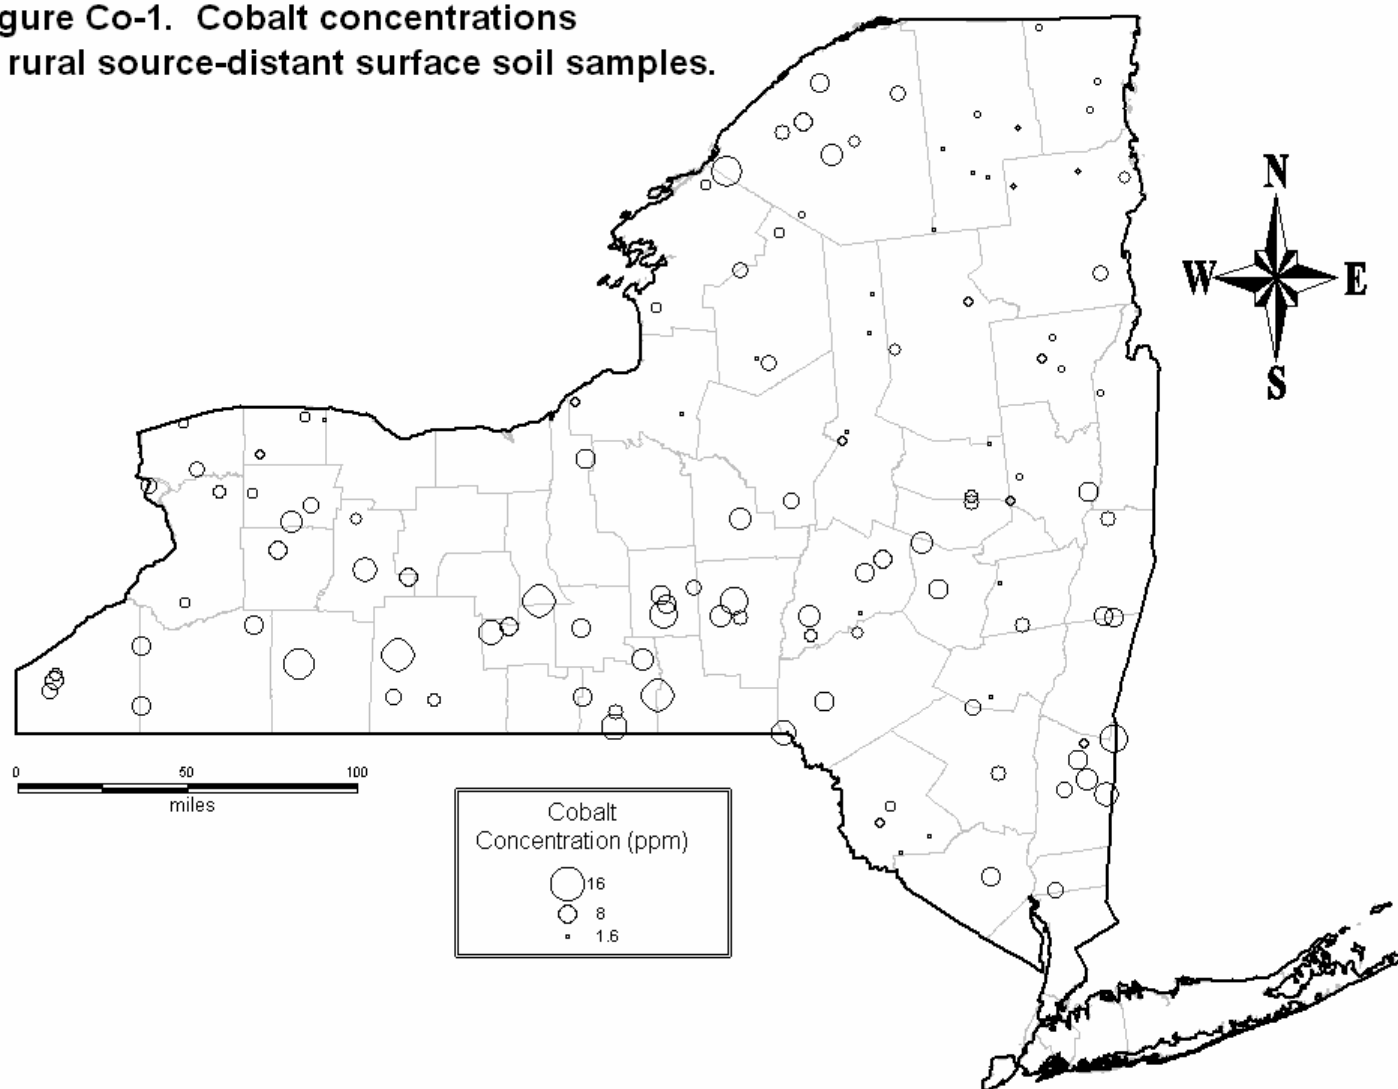 gure Co-1. Cobalt concentrations
rural source-distant surface soil samples.
N
W
E
S
0 50 100
miles
Cobalt
Concentration (ppm)
16
8
1.6